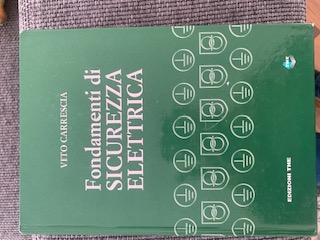 VITO CARRESCIA
Fondamenti di
SICUREZZA
ELETTRICA
EDIZIONI TNE